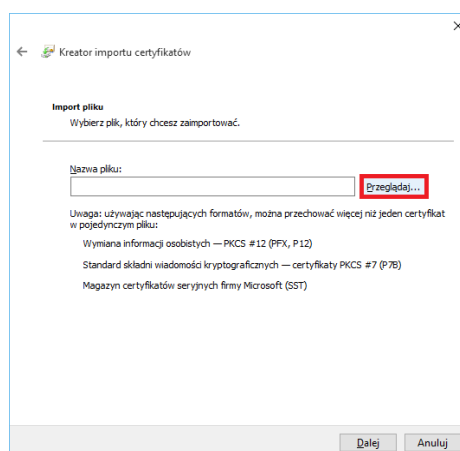 Kreator importu certyfikatów
Import pliku
Wybierz plik, który chcesz zaimportować.
Nazwa pliku:
Przeglądaj...
Uwaga: używając następujących formatów, można przechować więcej niż jeden certyfikat
w pojedynczym pliku:
Wymiana informacji osobistych — PKCS #12 (PFX, P12)
Standard składni wiadomości kryptograficznych — certyfikaty PKCS #7 (P7B)
Magazyn certyfikatów seryjnych firmy Microsoft (SST)
Dalej Anuluj